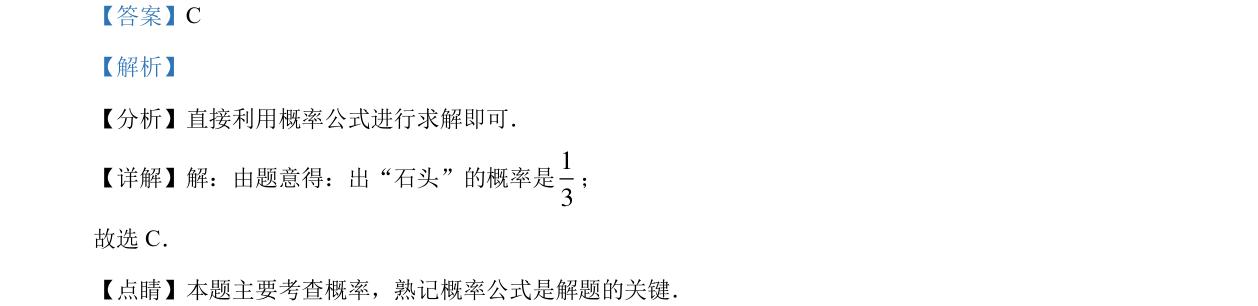 【答案】C
【解析】
【分析】直接利用概率公式进行求解即可．
【详解】解：由题意得：出“石头”的概率是1/3；
故选 C．
【点睛】本题主要考查概率，熟记概率公式是解题的关键．